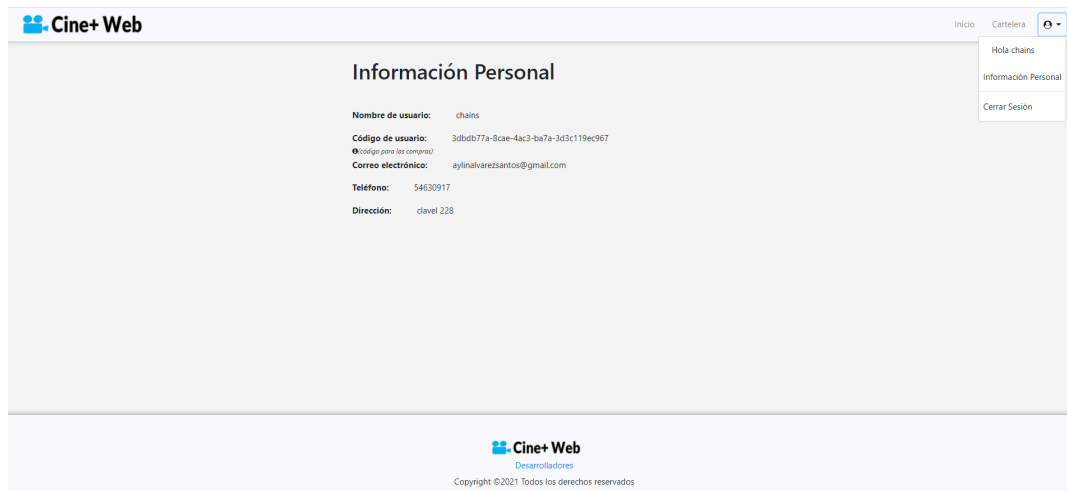 Cine+ Web
Inicio Cartelera
Hola chains
Información Personal
Cerrar Sesión
Información Personal
Nombre de usuario: chains
Código de usuario: 3dbdb77a-8cae-4ac3-ba7a-3d3c119ec967
(código para las compras)
Correo electrónico: aylinalvarezsantos@gmail.com
Teléfono: 54630917
Dirección: clavel 228
Cine+ Web
Desarrolladores
Copyright ©2021 Todos los derechos reservados